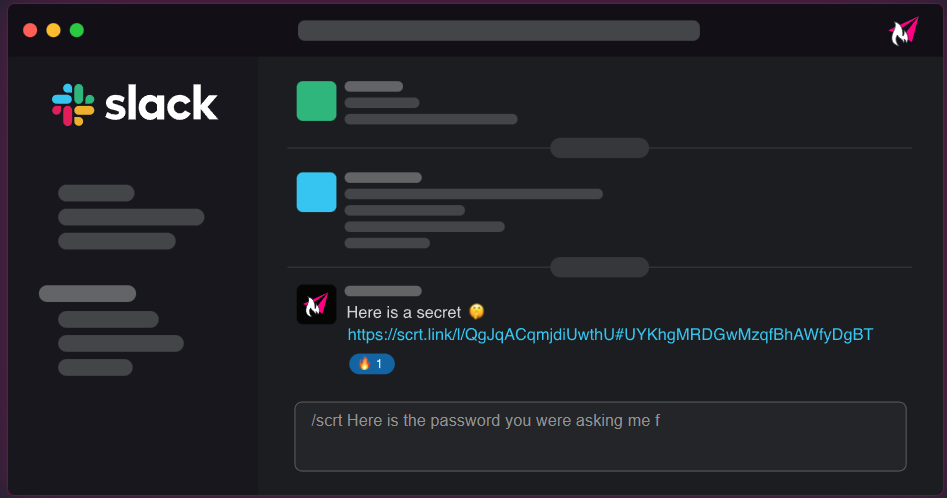 slack
Here is a secret 🤫
https://scrt.link/l/QgJqACqmjdiUwthU#UYKhgMRDGwMzqfBhAWfyDgBT
🔥 1
/scrt Here is the password you were asking me f